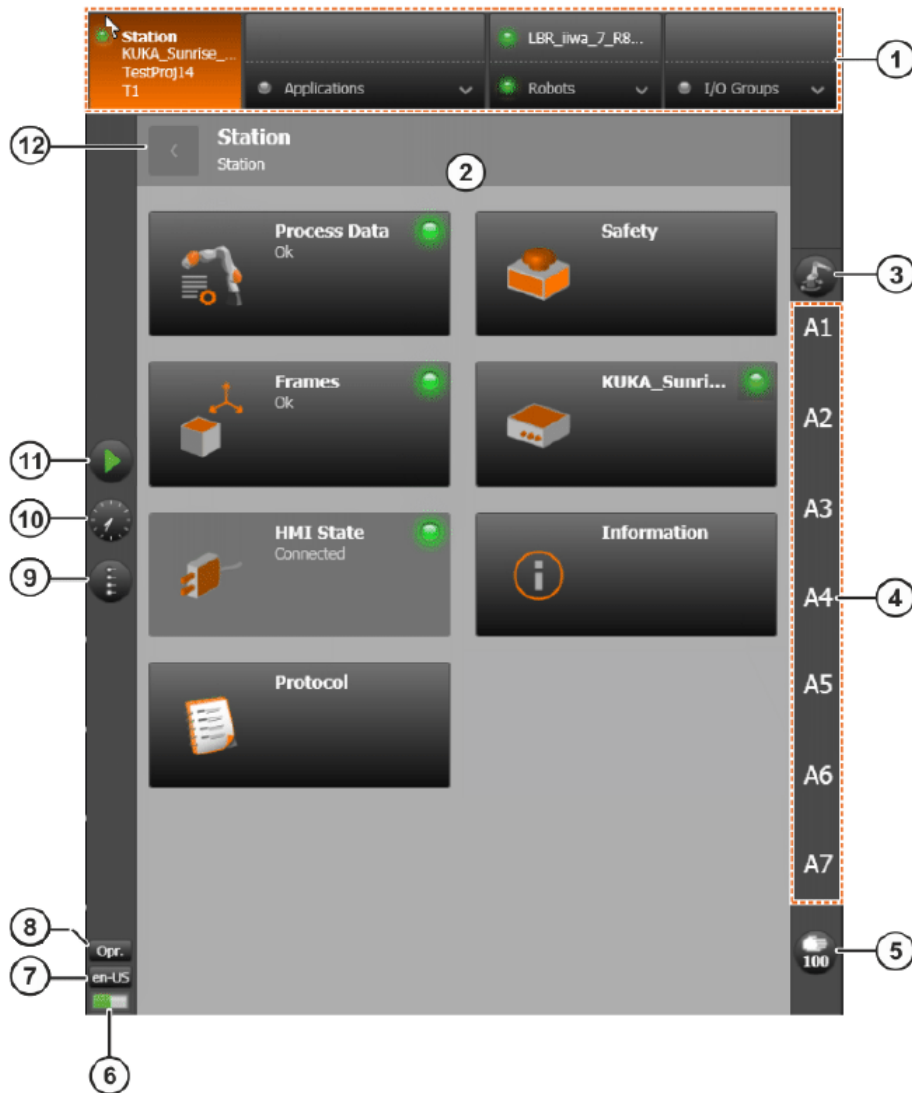 Station
KUKA_Sunrise_...
TestProj14
T1
Applications
LBR_iiwa_7_R8...
Robots
I/O Groups
1
12
Station
Station
2
Process Data
Ok
Safety
3
A1
Frames
Ok
KUKA_Sunri...
A2
11
10
HMI State
Connected
Information
A3
9
A4
4
Protocol
A5
A6
A7
8
Opr.
7
en-US
100
5
6